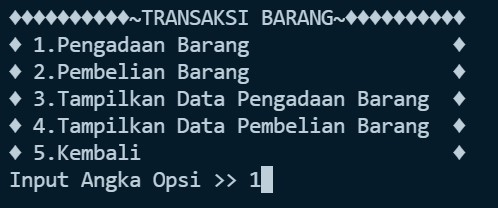 ♦♦♦♦♦♦♦♦♦♦~TRANSAKSI BARANG~♦♦♦♦♦♦♦♦♦♦
♦ 1.Pengadaan Barang ♦
♦ 2.Pembelian Barang ♦
♦ 3.Tampilkan Data Pengadaan Barang ♦
♦ 4.Tampilkan Data Pembelian Barang ♦
♦ 5.Kembali ♦
Input Angka Opsi >> 1